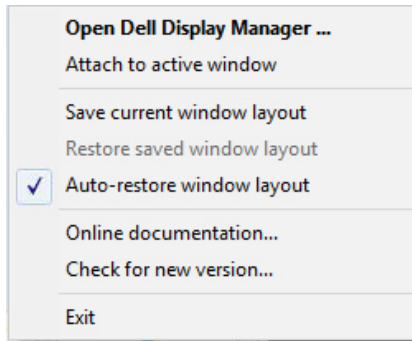 Open Dell Display Manager ...
Attach to active window
Save current window layout
Restore saved window layout
Auto-restore window layout
Online documentation...
Check for new version...
Exit